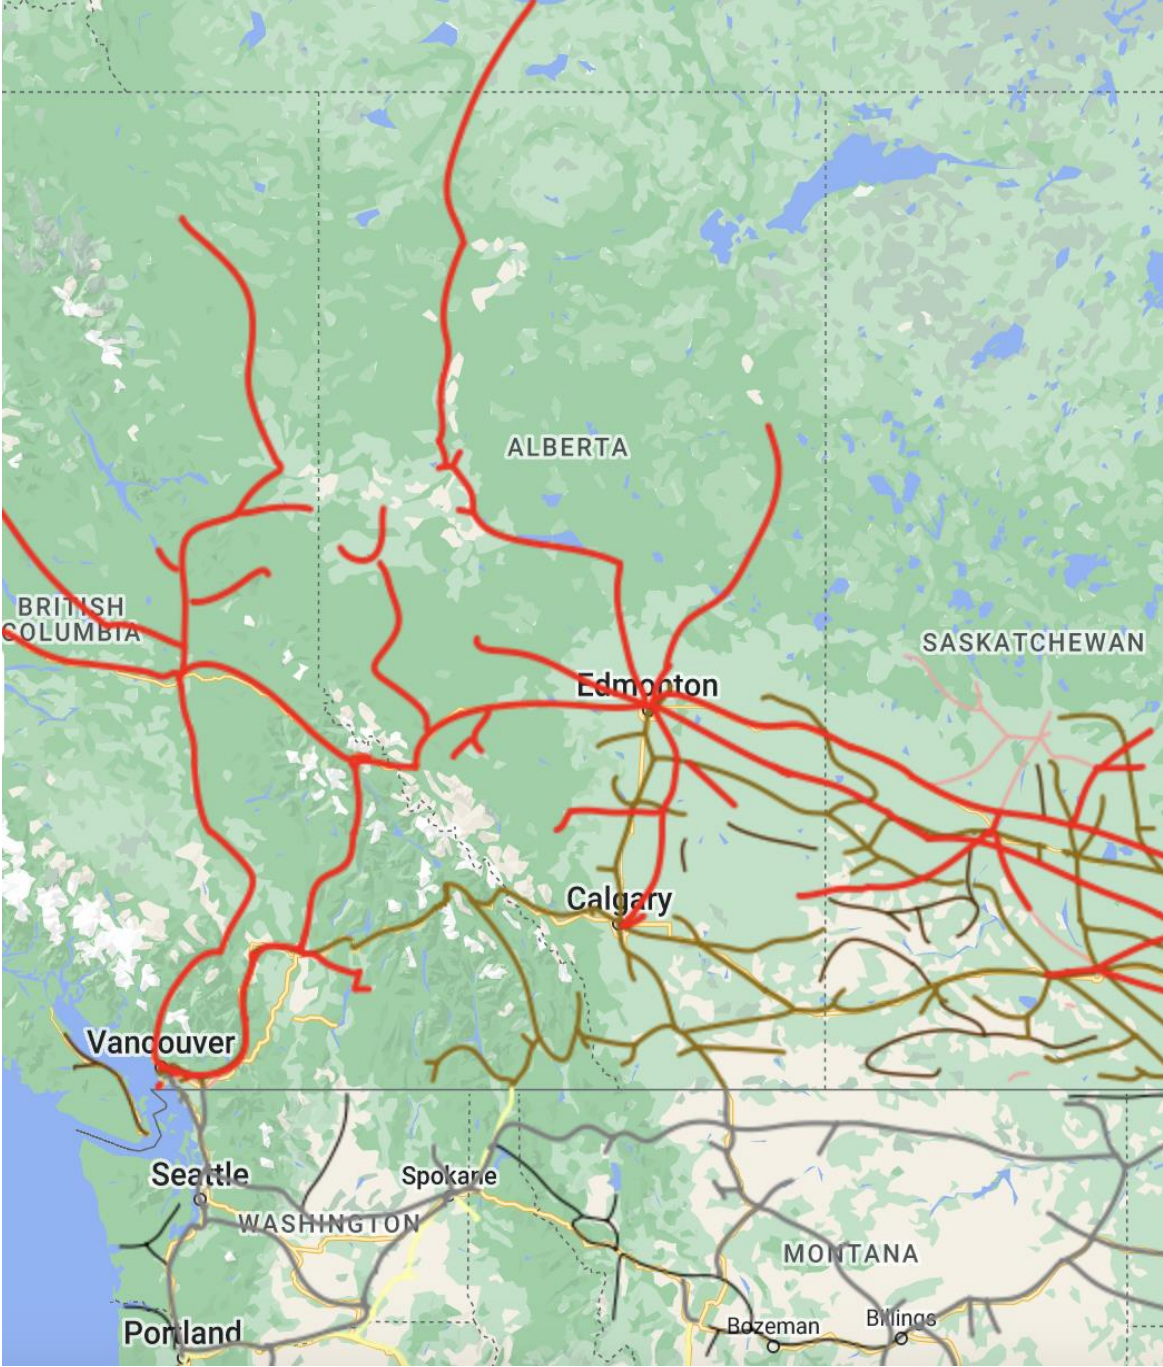 ALBERTA
BRITISH
COLUMBIA
SASKATCHEWAN
Edmonton
Calgary
Vancouver
Seattle
Spokane
WASHINGTON
MONTANA
Portland
Bozeman
Billings